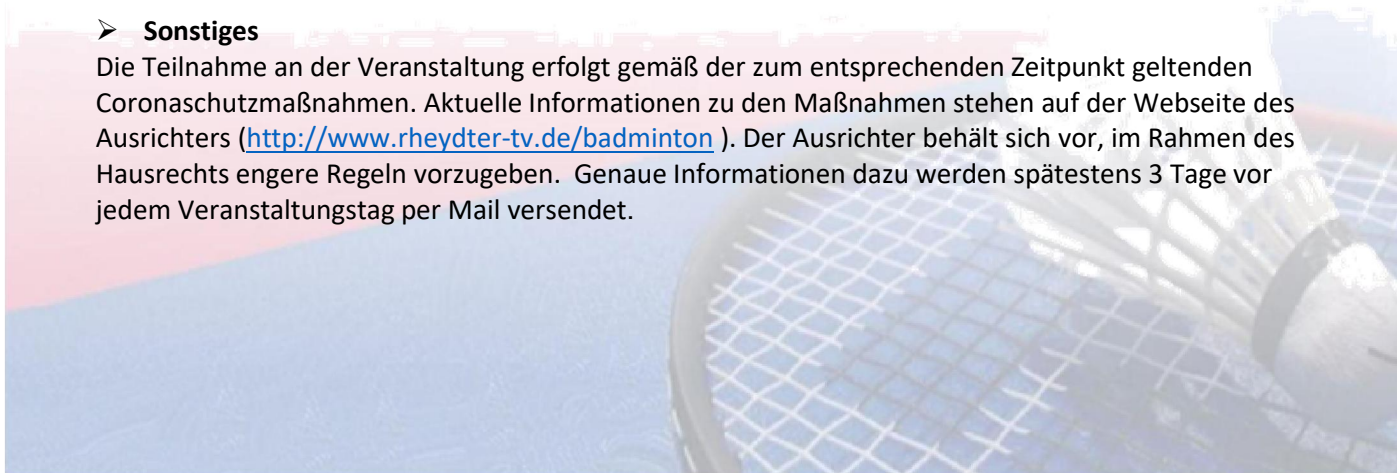 ➢ Sonstiges
Die Teilnahme an der Veranstaltung erfolgt gemäß der zum entsprechenden Zeitpunkt geltenden
Coronaschutzmaßnahmen. Aktuelle Informationen zu den Maßnahmen stehen auf der Webseite des
Ausrichters (http://www.rheydter-tv.de/badminton ). Der Ausrichter behält sich vor, im Rahmen des
Hausrechts engere Regeln vorzugeben.  Genaue Informationen dazu werden spätestens 3 Tage vor
jedem Veranstaltungstag per Mail versendet.